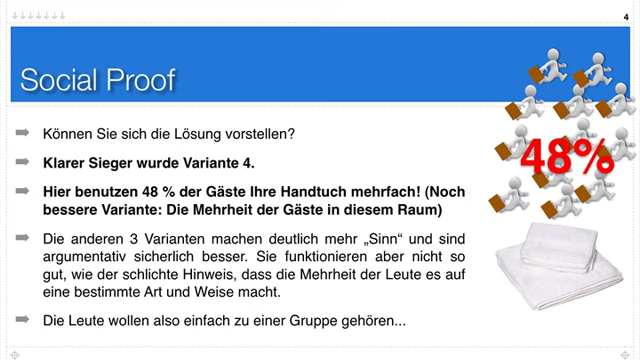 4
Social Proof
Können Sie sich die Lösung vorstellen?
Klarer Sieger wurde Variante 4.
48%
Hier benutzen 48 % der Gäste Ihre Handtuch mehrfach! (Noch
bessere Variante: Die Mehrheit der Gäste in diesem Raum)
Die anderen 3 Varianten machen deutlich mehr „Sinn“ und sind
argumentativ sicherlich besser. Sie funktionieren aber nicht so
gut, wie der schlichte Hinweis, dass die Mehrheit der Leute es auf
eine bestimmte Art und Weise macht.
Die Leute wollen also einfach zu einer Gruppe gehören...